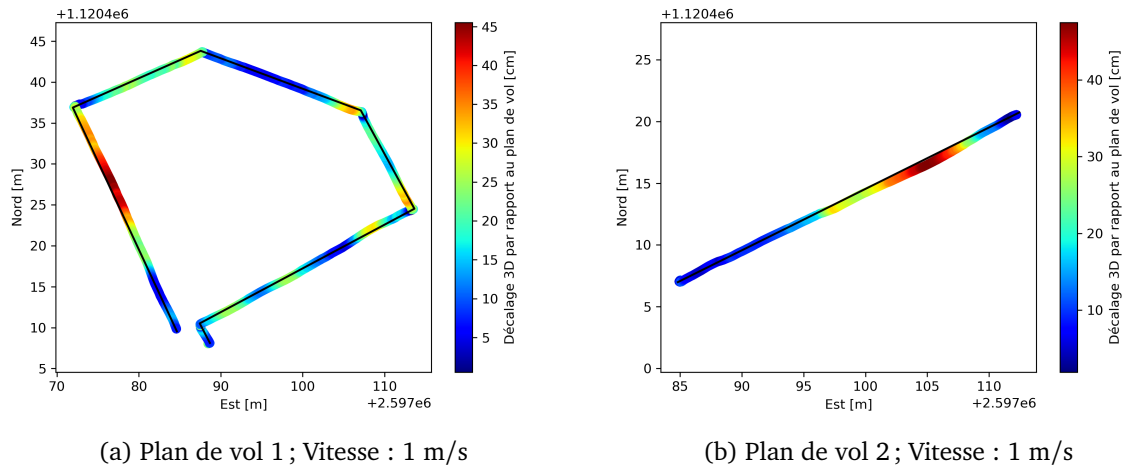 +1.1204e6
45
40
35
30
25
20
15
10
5
Nord [m]
70 80 90 100 110
Est [m]
+2.597e6
45
40
35
30
25
20
15
10
5
Décalage 3D par rapport au plan de vol [cm]
(a) Plan de vol 1 ; Vitesse : 1 m/s
+1.1204e6
25
20
15
10
5
0
Nord [m]
85 90 95 100 105 110
Est [m]
+2.597e6
40
30
20
10
Décalage 3D par rapport au plan de vol [cm]
(b) Plan de vol 2 ; Vitesse : 1 m/s